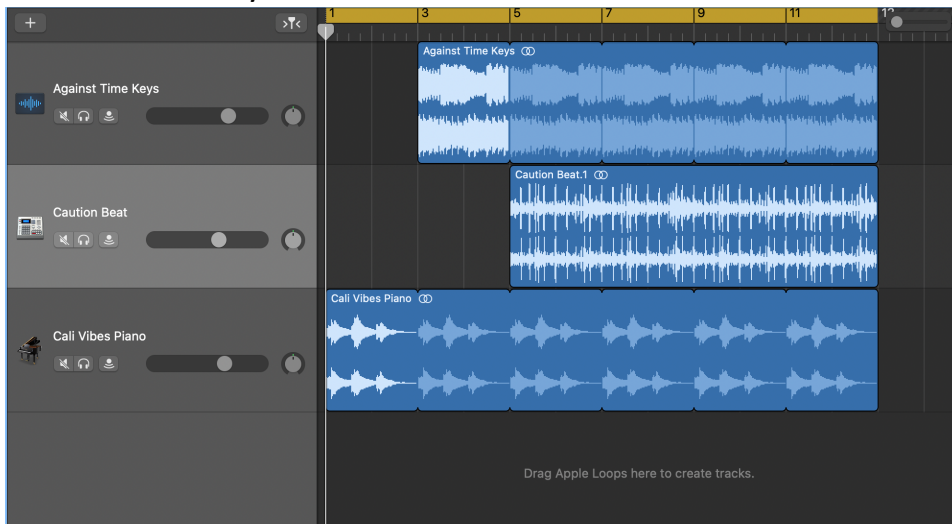 1 3 5 7 9 11
Against Time Keys
Against Time Keys
Caution Beat.1
Caution Beat
Cali Vibes Piano
Cali Vibes Piano
Drag Apple Loops here to create tracks.